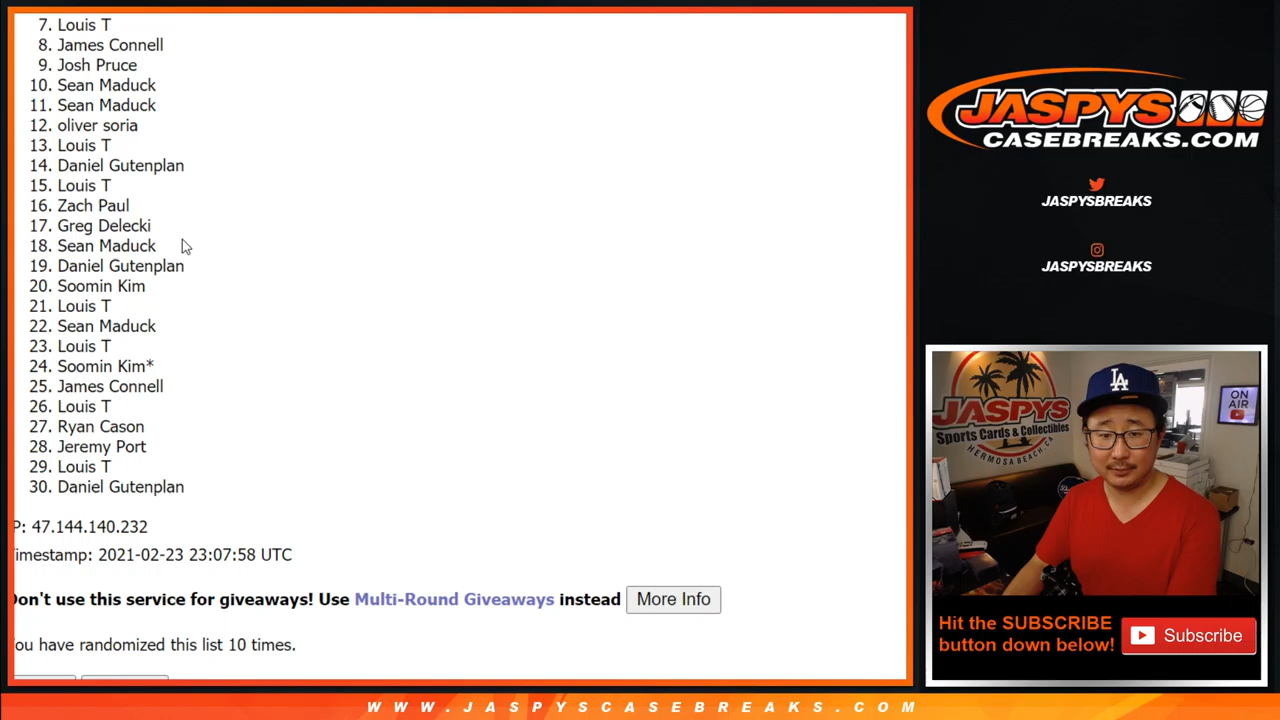 7. Louis T
8. James Connell
9. Josh Pruce
10. Sean Maduck
11. Sean Maduck
12. oliver soria
13. Louis T
14. Daniel Gutenplan
15. Louis T
16. Zach Paul
17. Greg Delecki
18. Sean Maduck
19. Daniel Gutenplan
20. Soomin Kim
21. Louis T
22. Sean Maduck
23. Louis T
24. Soomin Kim*
25. James Connell
26. Louis T
27. Ryan Cason
28. Jeremy Port
29. Louis T
30. Daniel Gutenplan
P: 47.144.140.232
imestamp: 2021-02-23 23:07:58 UTC
Don't use this service for giveaways! Use Multi-Round Giveaways instead More Info
ou have randomized this list 10 times.
JASPYS
CASEBREAKS.COM
JASPYSBREAKS
JASPYSBREAKS
LA
ON AIR
JASPYS
Sports Cards & Collectibles
HERMOSA BEACH, CA
Hit the SUBSCRIBE
button down below!
Subscribe
WWW.JASPYSCASEBREAKS.COM